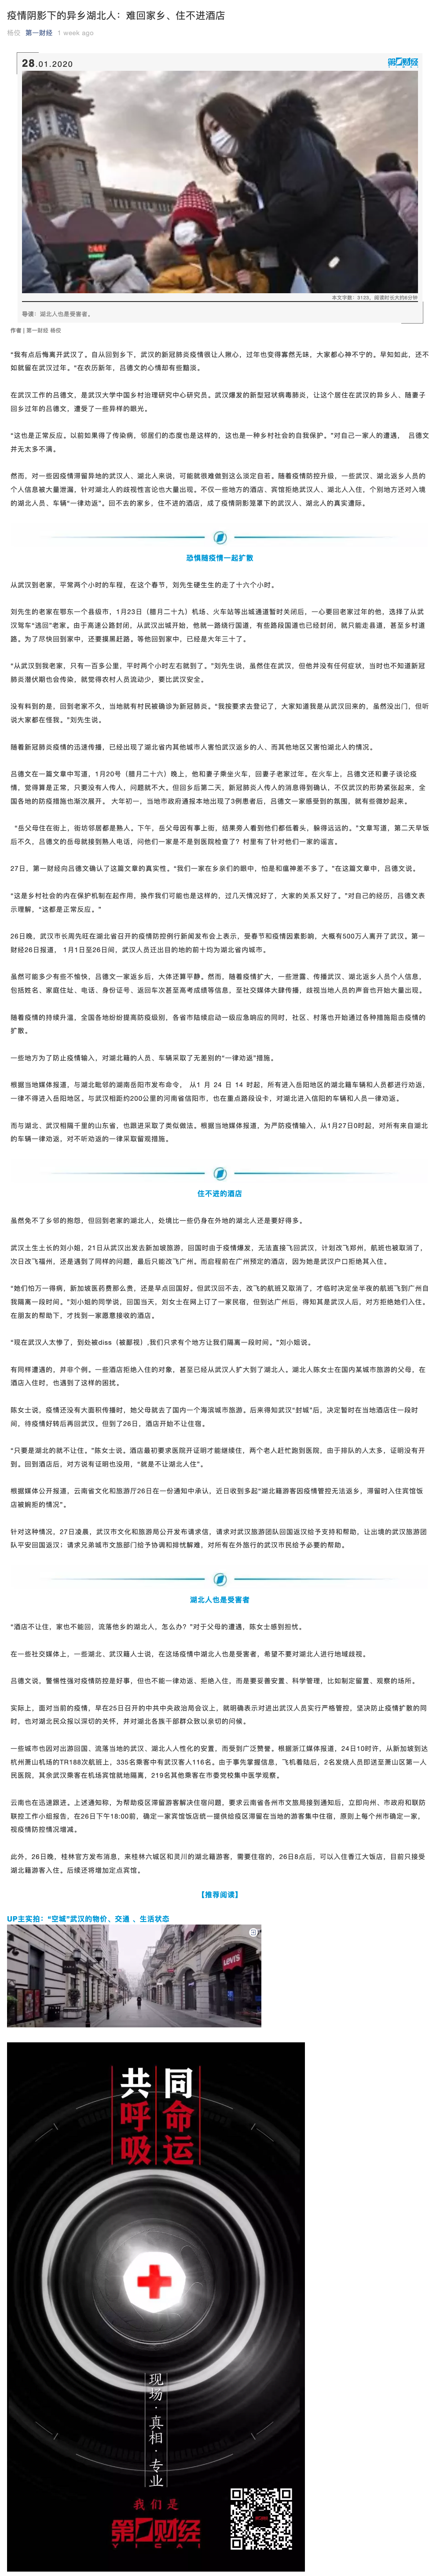 疫情阴影下的异乡湖北人：难回家乡、住不进酒店
杨佼 第一财经 1 week ago
28.01.2020
第一财经
本文字数：3133，阅读时长大约6分钟
导读：湖北人也是受害者。
作者 | 第一财经 杨佼
“我有点后悔离开武汉了。自从回到乡下，武汉的新冠肺炎疫情很让人揪心，过年也变得寡然无味，大家都心神不宁的。早知如此，还不
如就留在武汉过年。”在农历新年，吕德文的心情却有些黯淡。
在武汉工作的吕德文，是武汉大学中国乡村治理研究中心研究员。武汉爆发的新型冠状病毒肺炎，让这个居住在武汉的异乡人、随妻子
回乡过年的吕德文，遭受了一些异样的眼光。
“这也是正常反应。以前如果得了传染病，邻居们的态度也是这样的，这也是一种乡村社会的自我保护。”对自己一家人的遭遇， 吕德文
并无太多不满。
然而，对一些因疫情滞留异地的武汉人、湖北人来说，可能就很难做到这么淡定自若。随着疫情防控升级，一些武汉、湖北返乡人员的
个人信息被大量泄漏，针对湖北人的歧视性言论也大量出现。不仅一些地方的酒店、宾馆拒绝武汉人、湖北人入住，个别地方还对入境
的湖北人员、车辆“一律劝返”。回不去的家乡，住不进的酒店，成了疫情阴影笼罩下的武汉人、湖北人的真实遭际。
恐惧随疫情一起扩散
从武汉到老家，平常两个小时的车程，在这个春节，刘先生硬生生的走了十六个小时。
刘先生的老家在鄂东一个县级市，1月23日（腊月二十九）机场、火车站等出城通道暂时关闭后，一心要回老家过年的他，选择了从武
汉驾车“逃回”老家。由于高速公路封闭，从武汉出城开始，他就一路绕行国道，有些路段国道也已经封闭，就只能走县道，甚至乡村道
路。为了尽快回到家中，还要摸黑赶路。等他回到家中，已经是大年三十了。
“从武汉到我老家，只有一百多公里，平时两个小时左右就到了。”刘先生说，虽然住在武汉，但他并没有任何症状，当时也不知道新冠
肺炎潜伏期也会传染，就觉得农村人员流动少，要比武汉安全。
没有料到的是，回到老家不久，当地就有村民被确诊为新冠肺炎。“我按要求去登记了，大家知道我是从武汉回来的，虽然没出门，但听
说大家都在怪我。”刘先生说。
随着新冠肺炎疫情的迅速传播，已经出现了湖北省内其他城市人害怕武汉返乡的人、而其他地区又害怕湖北人的情况。
吕德文在一篇文章中写道，1月20号（腊月二十六）晚上，他和妻子乘坐火车，回妻子老家过年。在火车上，吕德文还和妻子谈论疫
情，觉得算是正常，只要没有人传人，问题就不大。但回乡后第二天，新冠肺炎人传人的消息得到确认，不仅武汉的形势紧张起来，全
国各地的防疫措施也渐次展开。 大年初一，当地市政府通报本地出现了3例患者后，吕德文一家感受到的氛围，就有些微妙起来。
“岳父母住在街上，街坊邻居都是熟人。下午，岳父母因有事上街，结果旁人看到他们都低着头，躲得远远的。”文章写道，第二天早饭
后不久，吕德文的岳母就接到熟人电话，问他们一家是不是到医院检查了？村里有了针对他们一家的谣言。
27日，第一财经向吕德文确认了这篇文章的真实性。“我们一家在乡亲们的眼中，怕是和瘟神差不多了。”在这篇文章中，吕德文说。
“这是乡村社会的内在保护机制在起作用，换作我们可能也是这样的，过几天情况好了，大家的关系又好了。”对自己的经历，吕德文表
示理解，“这都是正常反应。”
26日晚，武汉市长周先旺在湖北省召开的疫情防控例行新闻发布会上表示，受春节和疫情因素影响，大概有500万人离开了武汉。第一
财经26日报道， 1月1日至26日间，武汉人员迁出目的地的前十均为湖北省内城市。
虽然可能多少有些不愉快，吕德文一家返乡后，大体还算平静。然而，随着疫情扩大，一些泄露、传播武汉、湖北返乡人员个人信息，
包括姓名、家庭住址、电话、身份证号、返回车次甚至高考成绩等信息，至社交媒体大肆传播，歧视当地人员的声音也开始大量出现。
随着疫情的持续升温，全国各地纷纷提高防疫级别，各省市陆续启动一级应急响应的同时，社区、村落也开始通过各种措施阻击疫情的
扩散。
一些地方为了防止疫情输入，对湖北籍的人员、车辆采取了无差别的“一律劝返”措施。
根据当地媒体报道，与湖北毗邻的湖南岳阳市发布命令， 从1 月 24 日 14 时起，所有进入岳阳地区的湖北籍车辆和人员都进行劝返，
一律不得进入岳阳地区。与武汉相距约200公里的河南省信阳市，也在重点路段设卡，对湖北进入信阳的车辆和人员一律劝返。
而与湖北、武汉相隔千里的山东省，也跟进采取了类似做法。根据当地媒体报道，为严防疫情输入，从1月27日0时起，对所有来自湖北
的车辆一律劝返，对不听劝返的一律采取留观措施。
住不进的酒店
虽然免不了乡邻的抱怨，但回到老家的湖北人，处境比一些仍身在外地的湖北人还是要好得多。
武汉土生土长的刘小姐，21日从武汉出发去新加坡旅游，回国时由于疫情爆发，无法直接飞回武汉，计划改飞郑州，航班也被取消了，
次日改飞福州，还是遇到了同样的问题，最后只能改飞广州。而启程前在广州预定的酒店，因为她是武汉户口拒绝其入住。
“她们怕万一得病，新加坡医药费那么贵，还是早点回国好。但武汉回不去，改飞的航班又取消了，才临时决定坐半夜的航班飞到广州自
我隔离一段时间。”刘小姐的同学说，回国当天，刘女士在网上订了一家民宿，但到达广州后，得知其是武汉人后，对方拒绝她们入住。
在朋友的帮助下，才找到一家愿意接收的酒店。
“现在武汉人太惨了，到处被diss（被鄙视）,我们只求有个地方让我们隔离一段时间。”刘小姐说。
有同样遭遇的，并非个例。一些酒店拒绝入住的对象，甚至已经从武汉人扩大到了湖北人。湖北人陈女士在国内某城市旅游的父母，在
酒店入住时，也遇到了这样的困扰。
陈女士说，疫情还没有大面积传播时，她父母就去了国内一个海滨城市旅游。后来得知武汉“封城”后，决定暂时在当地酒店住一段时
间，待疫情好转后再回武汉。但到了26日，酒店开始不让住宿。
“只要是湖北的就不让住。”陈女士说。酒店最初要求医院开证明才能继续住，两个老人赶忙跑到医院，由于排队的人太多，证明没有开
到。回到酒店后，对方说有证明也没用，“就是不让湖北人住”。
根据媒体公开报道，云南省文化和旅游厅26日在一份通知中承认，近日收到多起“湖北籍游客因疫情管控无法返乡，滞留时入住宾馆饭
店被婉拒的情况”。
针对这种情况，27日凌晨，武汉市文化和旅游局公开发布请求信，请求对武汉旅游团队回国返汉给予支持和帮助，让出境的武汉旅游团
队平安回国返汉；请求兄弟城市文旅部门给予协调和排忧解难，对所有在外旅行的武汉市民给予必要的帮助。
湖北人也是受害者
“酒店不让住，家也不能回，流落他乡的湖北人，怎么办？”对于父母的遭遇，陈女士感到担忧。
在一些社交媒体上，一些湖北、武汉籍人士说，在这场疫情中湖北人也是受害者，希望不要对湖北人进行地域歧视。
吕德文说，警惕性强对疫情防控是好事，但也不能一律劝返、拒绝入住，而是要妥善安置、科学管理，比如制定留置、观察的场所。
实际上，面对当前的疫情，早在25日召开的中共中央政治局会议上，就明确表示对进出武汉人员实行严格管控，坚决防止疫情扩散的同
时，也对湖北民众报以深切的关怀，并对湖北各族干部群众致以亲切的问候。
一些城市也因对出游回国、流落当地的武汉、湖北人人性化的安置，而受到广泛赞誉。根据浙江媒体报道，24日10时许，从新加坡到达
杭州萧山机场的TR188次航班上，335名乘客中有武汉客人116名。由于事先掌握信息，飞机着陆后，2名发烧人员即送至萧山区第一人
民医院，其余武汉乘客在机场宾馆就地隔离，219名其他乘客在市委党校集中医学观察。
云南也在迅速跟进。上述通知称，为帮助疫区滞留游客解决住宿问题，要求云南省各州市文旅局接到通知后，立即向州、市政府和联防
联控工作小组报告，在26日下午18:00前，确定一家宾馆饭店统一提供给疫区滞留在当地的游客集中住宿，原则上每个州市确定一家，
视疫情防控情况增减。
此外，26日晚，桂林官方发布消息，来桂林六城区和灵川的湖北籍游客，需要住宿的，26日8点后，可以入住香江大饭店，目前只接受
湖北籍游客入住。后续还将增加定点宾馆。
【推荐阅读】
UP主实拍：“空城”武汉的物价、交通 、生活状态
LEVI'S
共同
呼命
吸运
现场·真相·专业
我们是
第一财经
YICAI